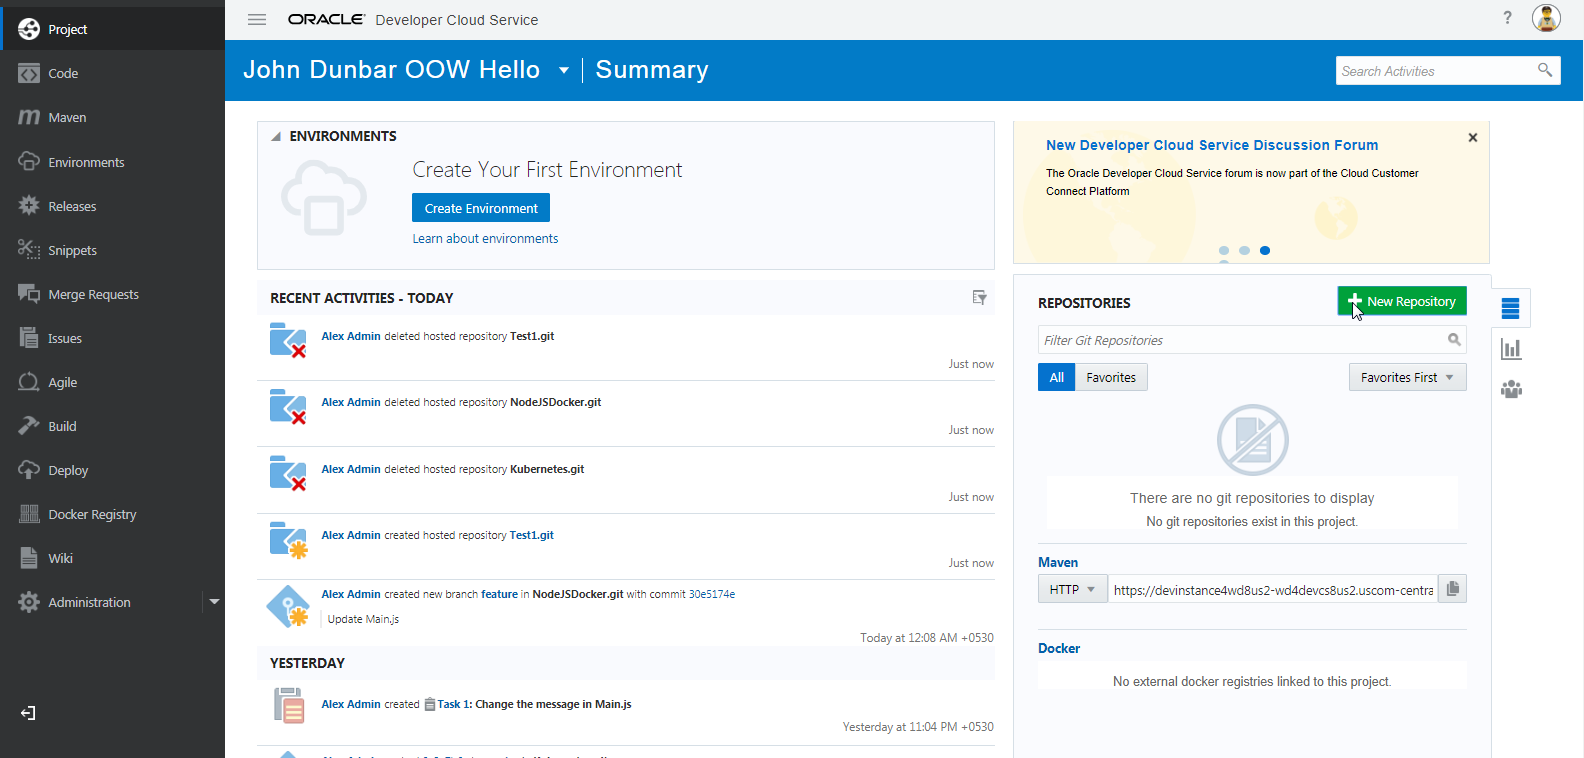 Project
Code
Maven
Environments
Releases
Snippets
Merge Requests
Issues
Agile
Build
Deploy
Docker Registry
Wiki
Administration
ORACLE® Developer Cloud Service
?
John Dunbar OOW Hello Summary
Search Activities
ENVIRONMENTS
Create Your First Environment
Create Environment
Learn about environments
RECENT ACTIVITIES - TODAY
Alex Admin deleted hosted repository Test1.git
Just now
Alex Admin deleted hosted repository NodeJSDocker.git
Just now
Alex Admin deleted hosted repository Kubernetes.git
Just now
Alex Admin created hosted repository Test1.git
Just now
Alex Admin created new branch feature in NodeJSDocker.git with commit 30e5174e
Update Main.js
Today at 12:08 AM +0530
YESTERDAY
Alex Admin created Task 1: Change the message in Main.js
Yesterday at 11:04 PM +0530
New Developer Cloud Service Discussion Forum
The Oracle Developer Cloud Service forum is now part of the Cloud Customer
Connect Platform
REPOSITORIES
New Repository
Filter Git Repositories
All Favorites
Favorites First
There are no git repositories to display
No git repositories exist in this project.
Maven
HTTP https://devinstance4wd8us2-wd4devcs8us2.uscom-centra
Docker
No external docker registries linked to this project.